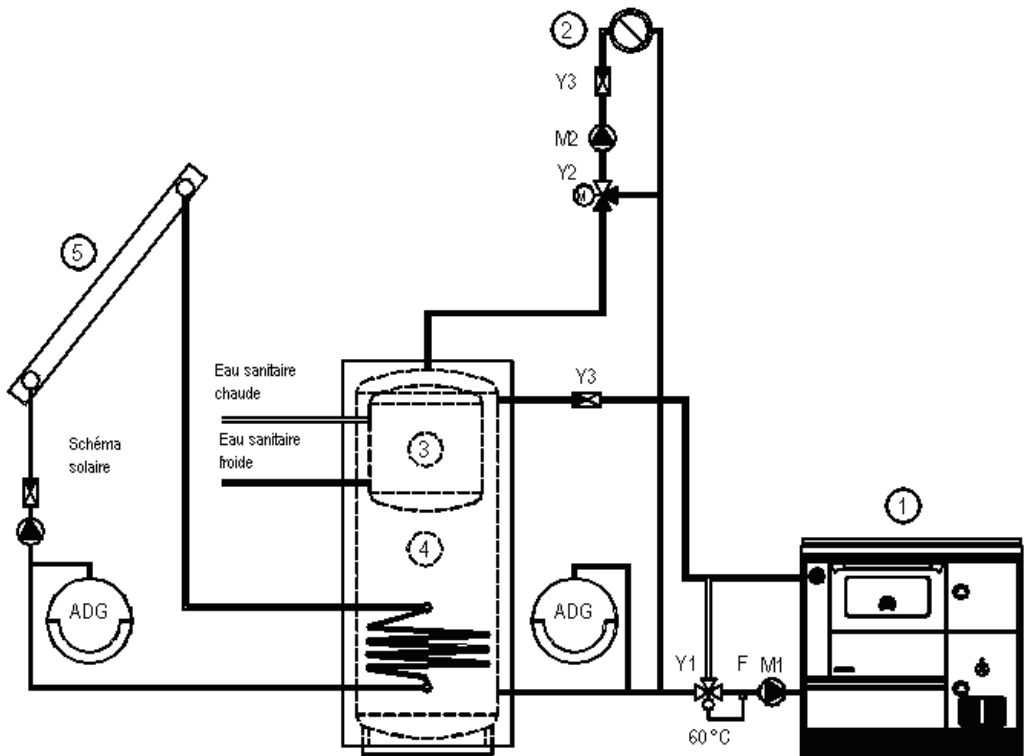 2
Y3
M2
Y2
M
5
Eau sanitaire
chaude
Y3
Eau sanitaire
froide
3
Schéma
solaire
1
4
ADG
ADG
Y1
F
M1
60°C